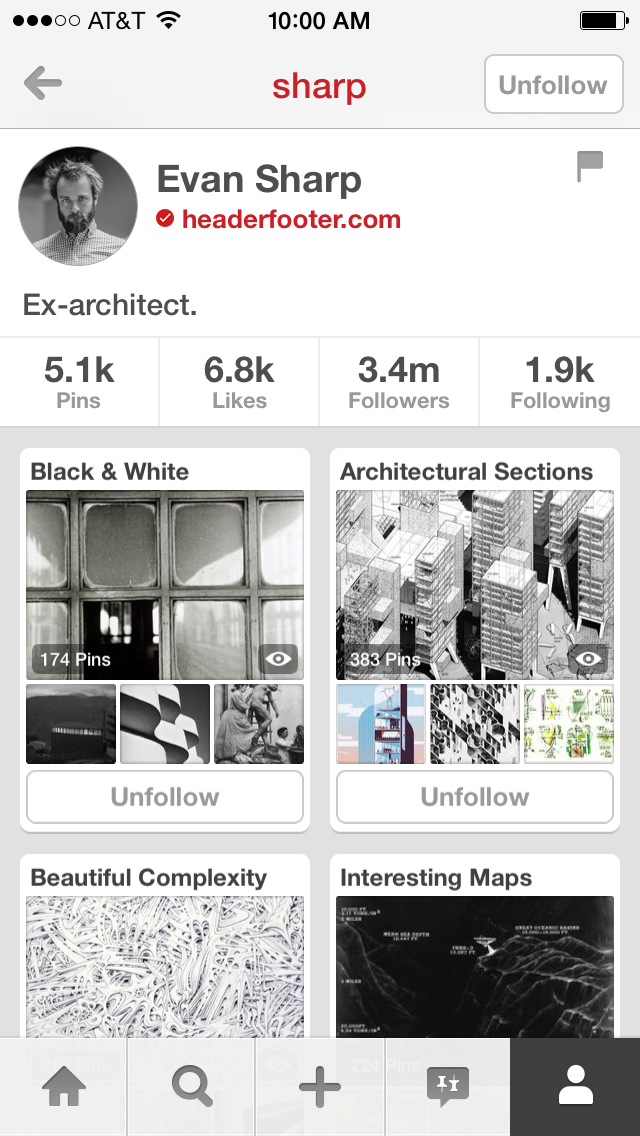 AT&T 10:00 AM
sharp
Unfollow
Evan Sharp
headerfooter.com
Ex-architect.
5.1k 6.8k 3.4m 1.9k
Pins Likes Followers Following
Black & White
Architectural Sections
174 Pins
383 Pins
Unfollow
Unfollow
Beautiful Complexity
Interesting Maps
MEAN SEA DEPTH
GREAT OCEANIC BASINS
224 Pins